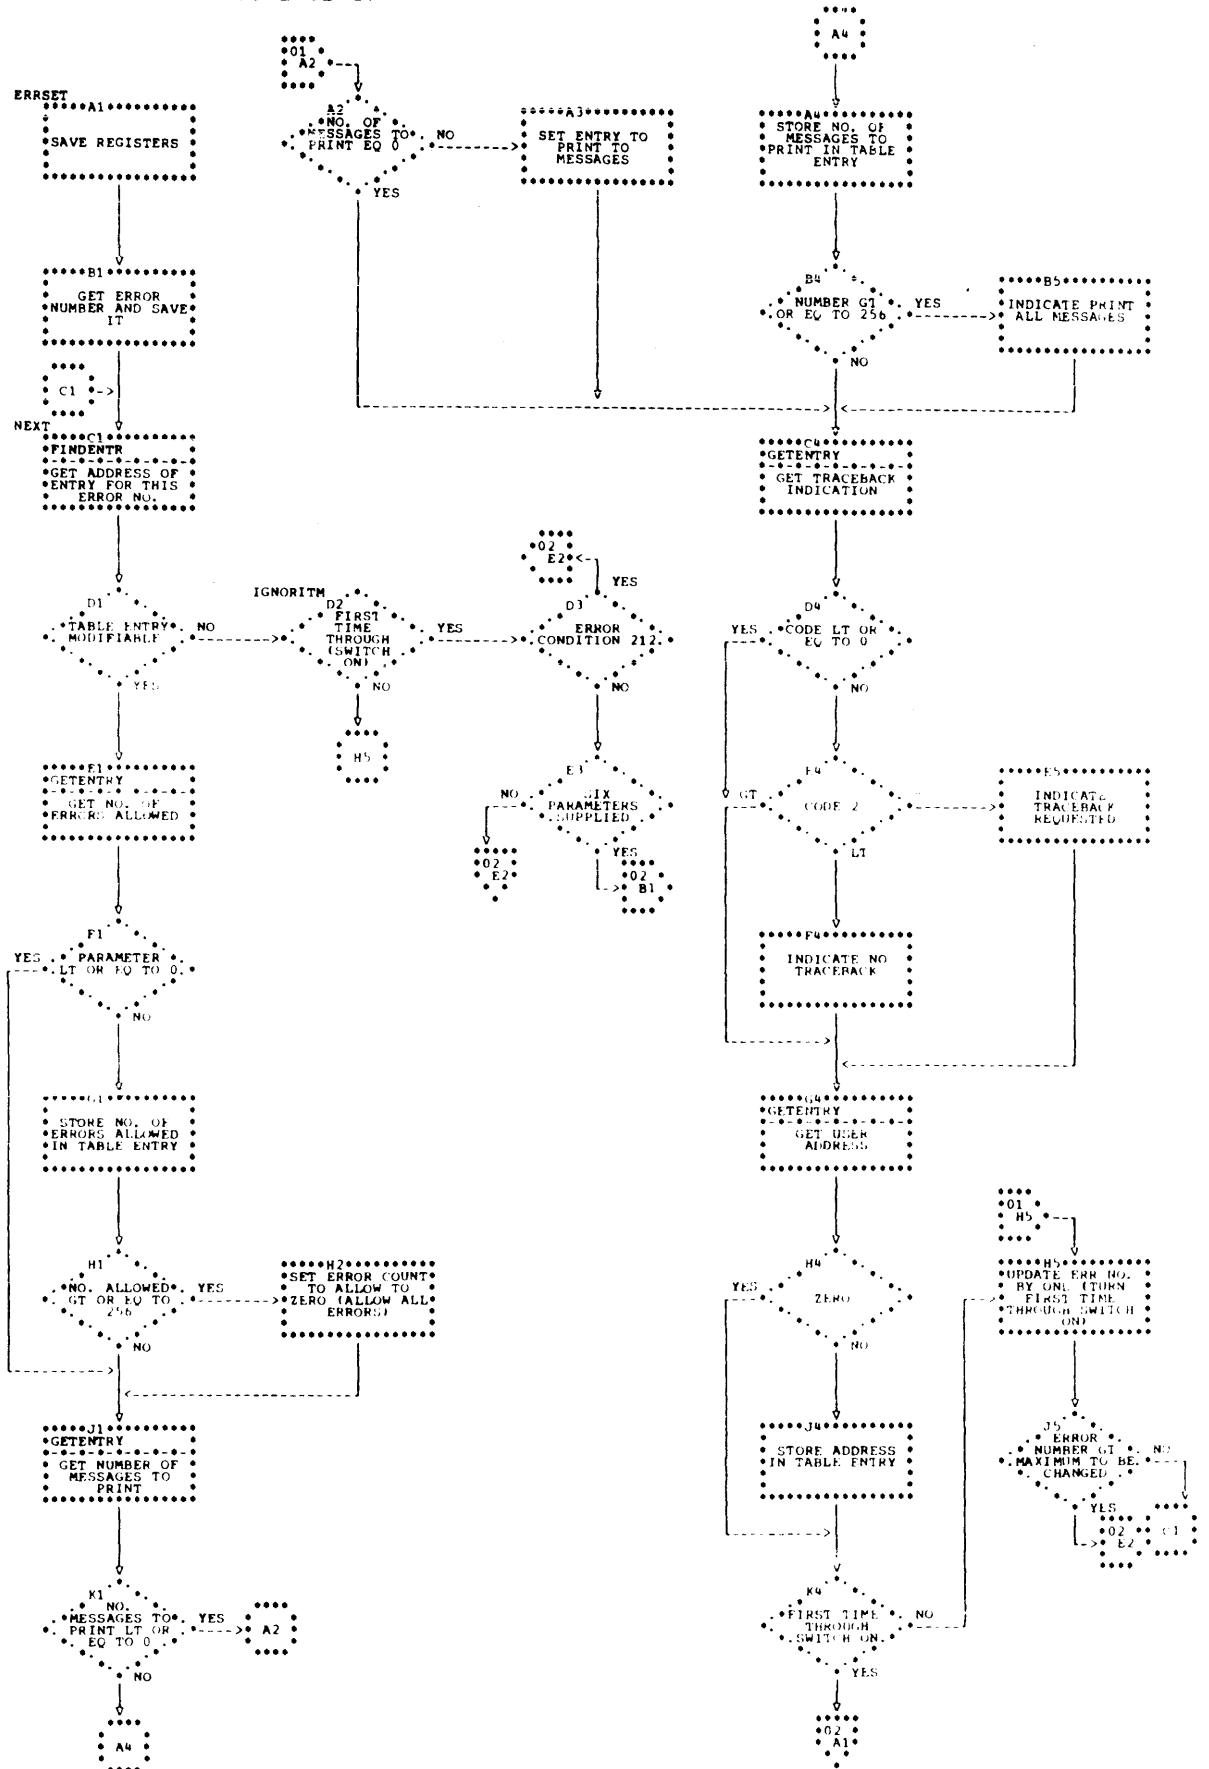 ERRSET
A1
SAVE REGISTERS
B1
GET ERROR
NUMBER AND SAVE
IT
C1
NEXT
C1
FINDENTR
GET ADDRESS OF
ENTRY FOR THIS
ERROR NO.
D1
TABLE ENTRY
MODIFIABLE
NO
YES
E1
GETENTRY
GET NO. OF
ERRORS ALLOWED
F1
PARAMETER
LT OR EQ TO 0
YES
NO
G1
STORE NO. OF
ERRORS ALLOWED
IN TABLE ENTRY
H1
NO. ALLOWED
GT OR EQ TO
256
YES
NO
H2
SET ERROR COUNT
TO ALLOW TO
ZERO (ALLOW ALL
ERRORS)
J1
GETENTRY
GET NUMBER OF
MESSAGES TO
PRINT
K1
NO.
MESSAGES TO
PRINT LT OR
EQ TO 0
YES
A2
NO
A4
01
A2
A2
NO. OF
MESSAGES TO
PRINT EQ 0
NO
YES
A3
SET ENTRY TO
PRINT TO
MESSAGES
IGNORITM
D2
FIRST
TIME
THROUGH
(SWITCH
ON)
YES
NO
H5
02
E2
YES
D3
ERROR
CONDITION 212
NO
E3
SIX
PARAMETERS
SUPPLIED
NO
YES
02
E2
02
B1
A4
A4
STORE NO. OF
MESSAGES TO
PRINT IN TABLE
ENTRY
B4
NUMBER GT
OR EQ TO 256
YES
NO
B5
INDICATE PRINT
ALL MESSAGES
C4
GETENTRY
GET TRACEBACK
INDICATION
D4
CODE LT OR
EQ TO 0
YES
NO
E4
CODE 2
GT
LT
E5
INDICATE
TRACEBACK
REQUESTED
F4
INDICATE NO
TRACEBACK
G4
GETENTRY
GET USER
ADDRESS
H4
ZERO
YES
NO
J4
STORE ADDRESS
IN TABLE ENTRY
K4
FIRST TIME
THROUGH
SWITCH ON
NO
YES
02
A1
01
H5
H5
UPDATE ERR NO.
BY ONE (TURN
FIRST TIME
THROUGH SWITCH
ON)
J5
ERROR
NUMBER GT
MAXIMUM TO BE
CHANGED
NO
YES
02
E2
C1